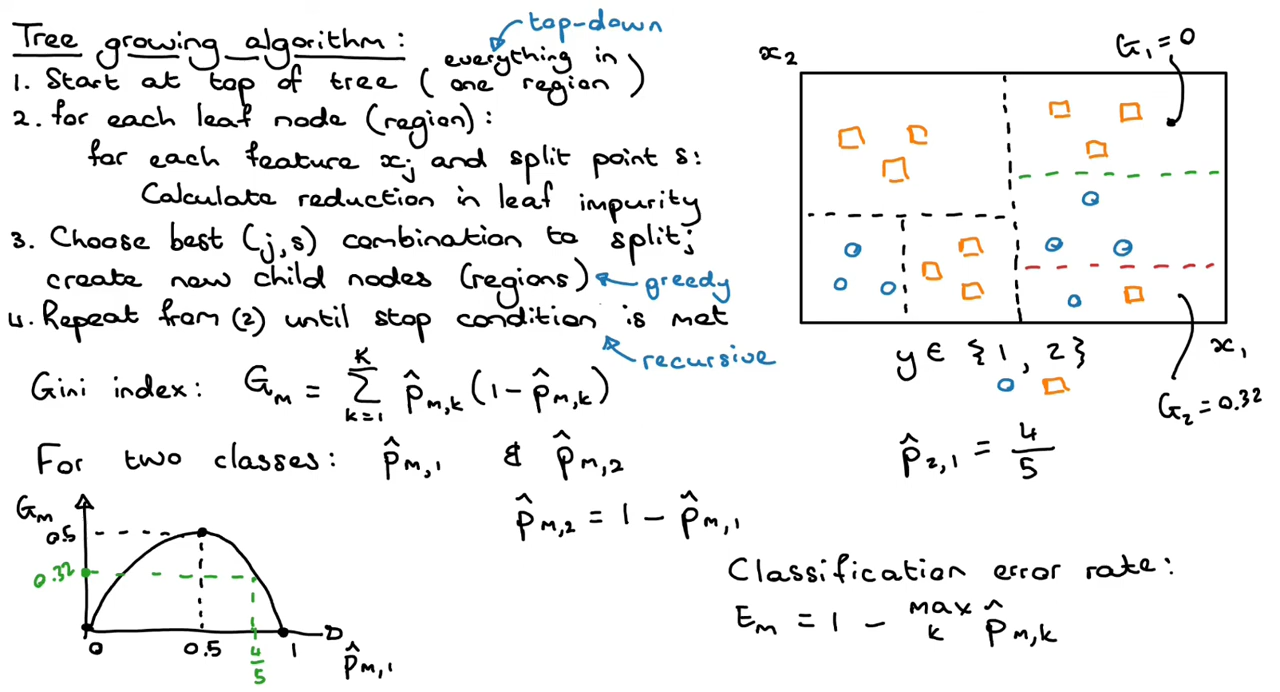 Tree growing algorithm:
top-down
1. Start at top of tree (everything in one region)
2. for each leaf node (region):
for each feature xⱼ and split point s:
Calculate reduction in leaf impurity
3. Choose best (j,s) combination to split;
create new child nodes (regions)
greedy
4. Repeat from (2) until stop condition is met
recursive
Gini index: G_m = Σ_{k=1}^{K} p̂_{m,k} (1 - p̂_{m,k})
For two classes: p̂_{m,1} & p̂_{m,2}
p̂_{m,2} = 1 - p̂_{m,1}
G_m
0.5
0.32
0
0.5
4/5
1
p̂_{m,1}
x₂
G₁ = 0
x₁
y ∈ {1, 2}
G₂ = 0.32
p̂_{2,1} = 4/5
Classification error rate:
E_m = 1 - max_k p̂_{m,k}